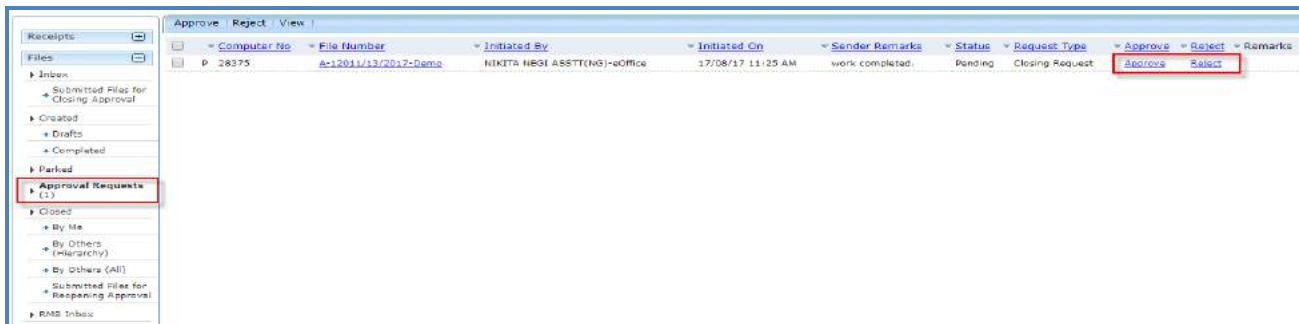 Approve | Reject | View |
Receipts
Computer No File Number Initiated By Initiated On Sender Remarks Status Request Type Approve Reject Remarks
Files
P 28375 A-12011/13/2017-Demo NIKITA NEGI ASSTT(NG)-eOffice 17/08/17 11:25 AM work completed. Pending Closing Request Approve Reject
Inbox
Submitted Files for
Closing Approval
Created
Drafts
Completed
Parked
Approval Requests
(1)
Closed
By Me
By Others
(Hierarchy)
By Others (All)
Submitted Files for
Reopening Approval
RMS Inbox